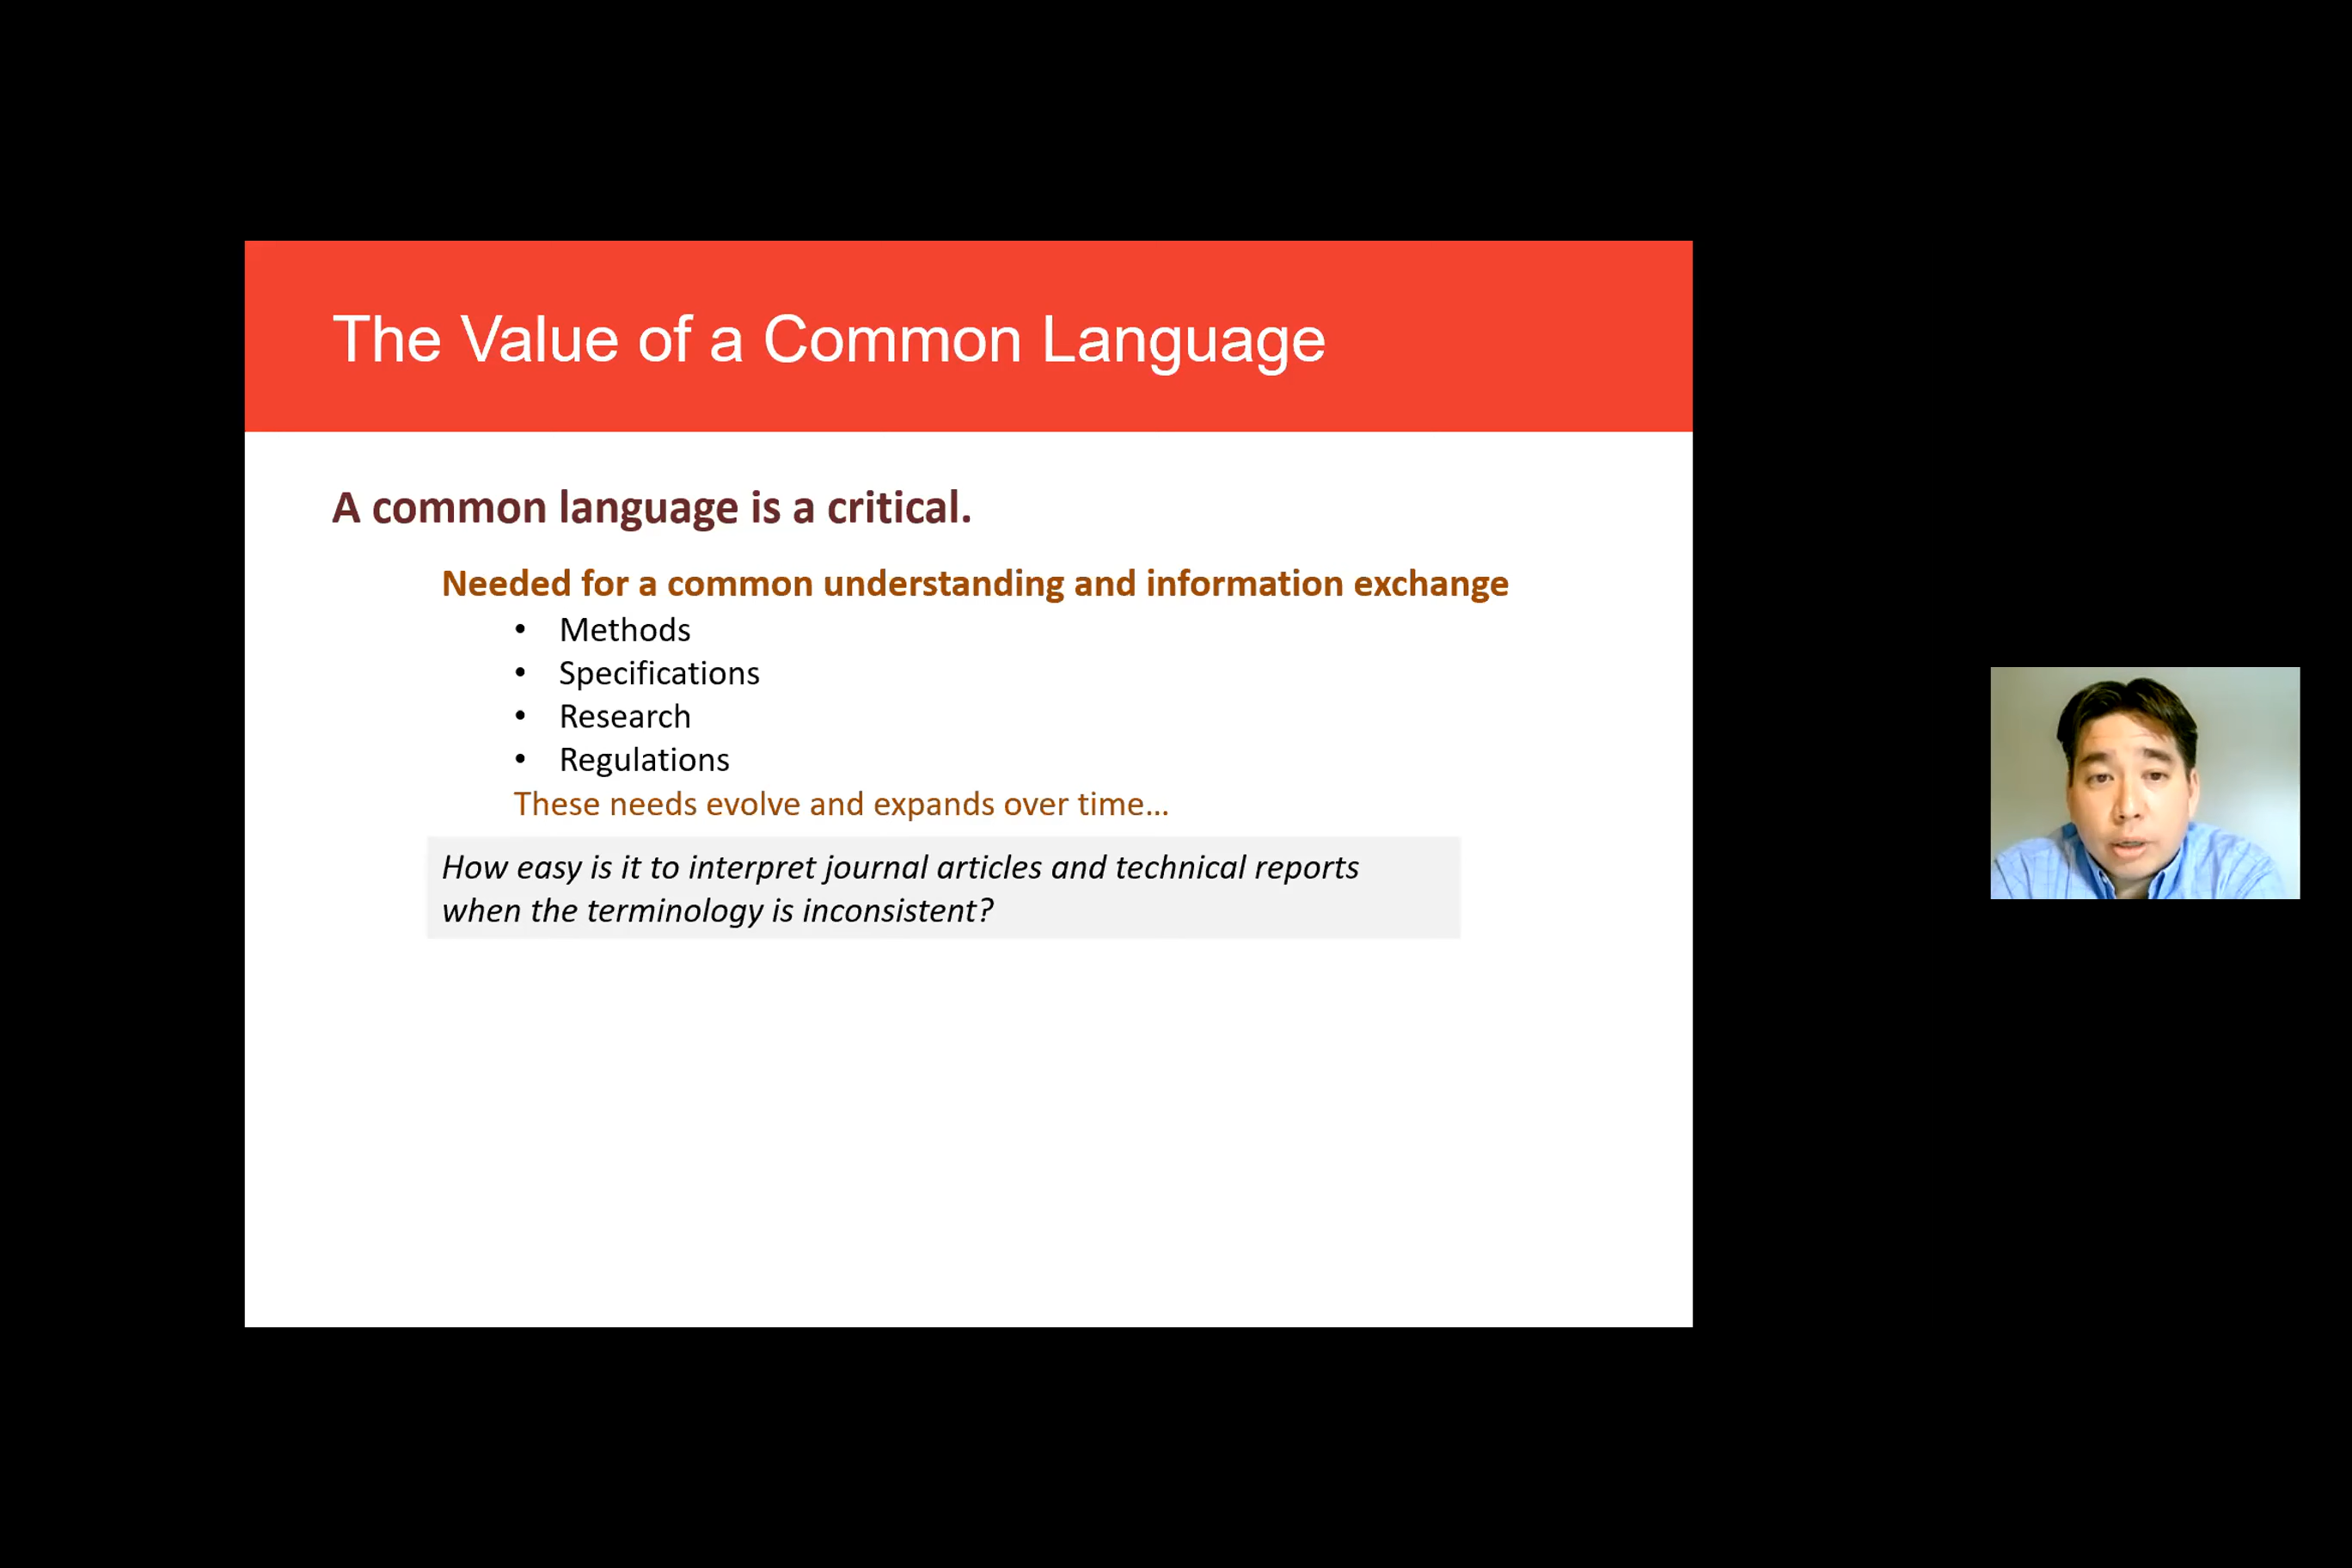 The Value of a Common Language
A common language is a critical.
Needed for a common understanding and information exchange
• Methods
• Specifications
• Research
• Regulations
These needs evolve and expands over time...
How easy is it to interpret journal articles and technical reports
when the terminology is inconsistent?